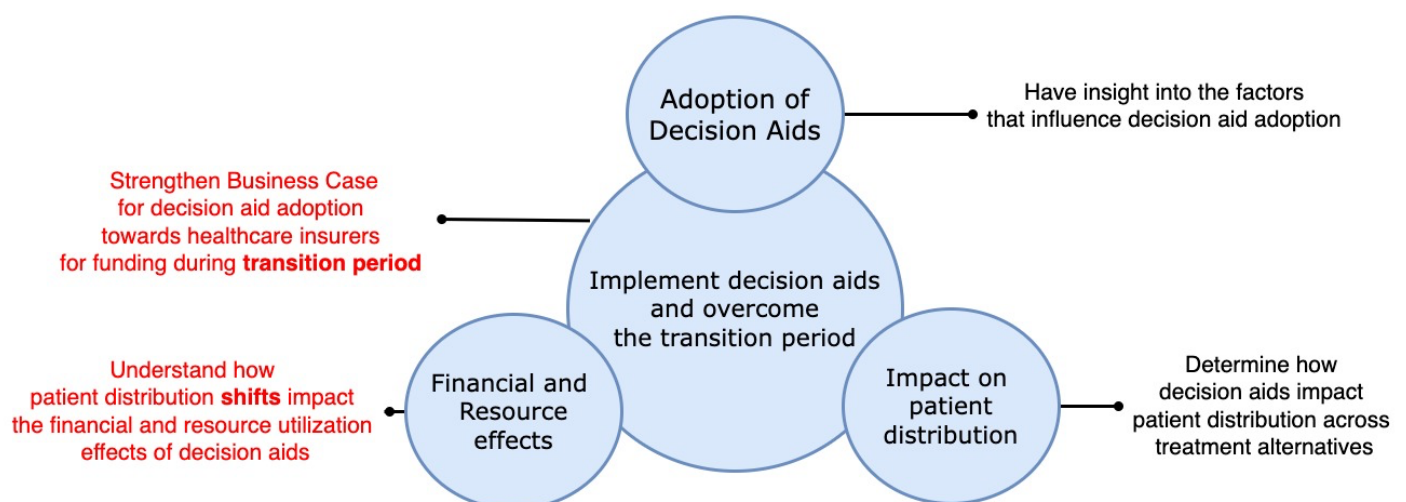 Adoption of
Decision Aids
Have insight into the factors
that influence decision aid adoption
Strengthen Business Case
for decision aid adoption
towards healthcare insurers
for funding during transition period
Implement decision aids
and overcome
the transition period
Understand how
patient distribution shifts impact
the financial and resource utilization
effects of decision aids
Financial and
Resource
effects
Impact on
patient
distribution
Determine how
decision aids impact
patient distribution across
treatment alternatives